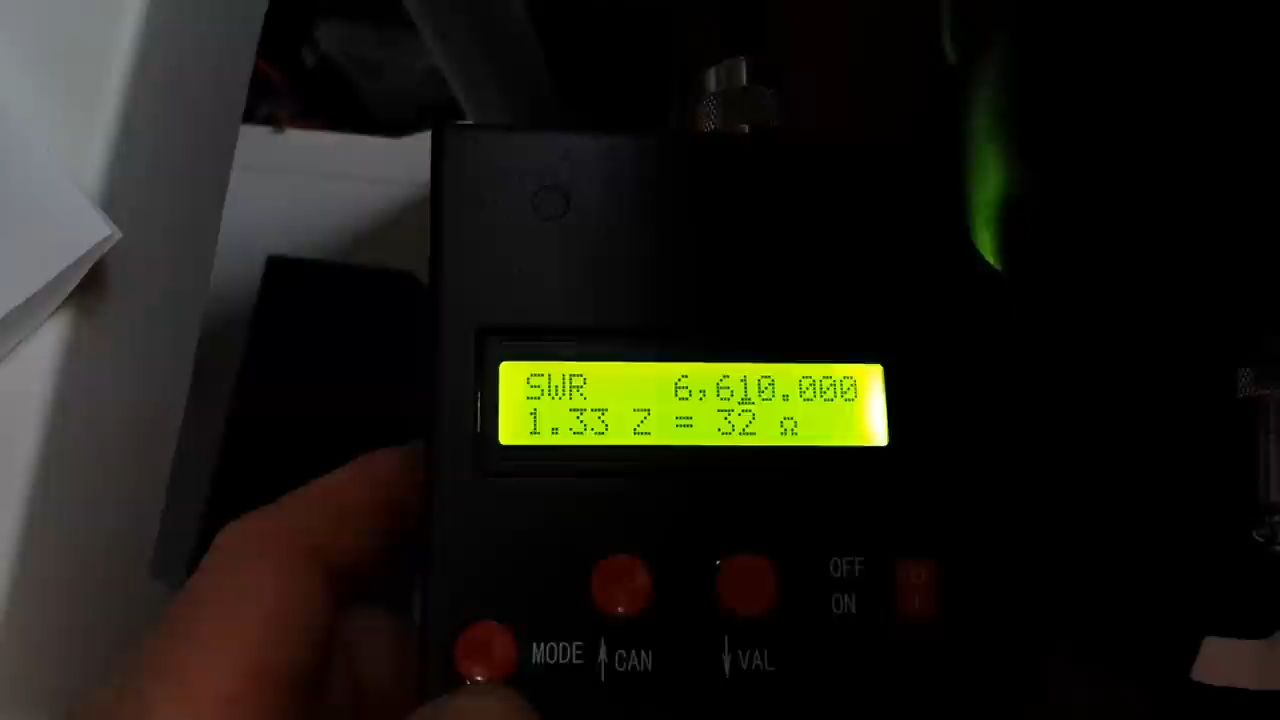 SWR 6,610.000
1.33 Z = 32 Ω
OFF
ON
MODE ↑CAN ↓VAL